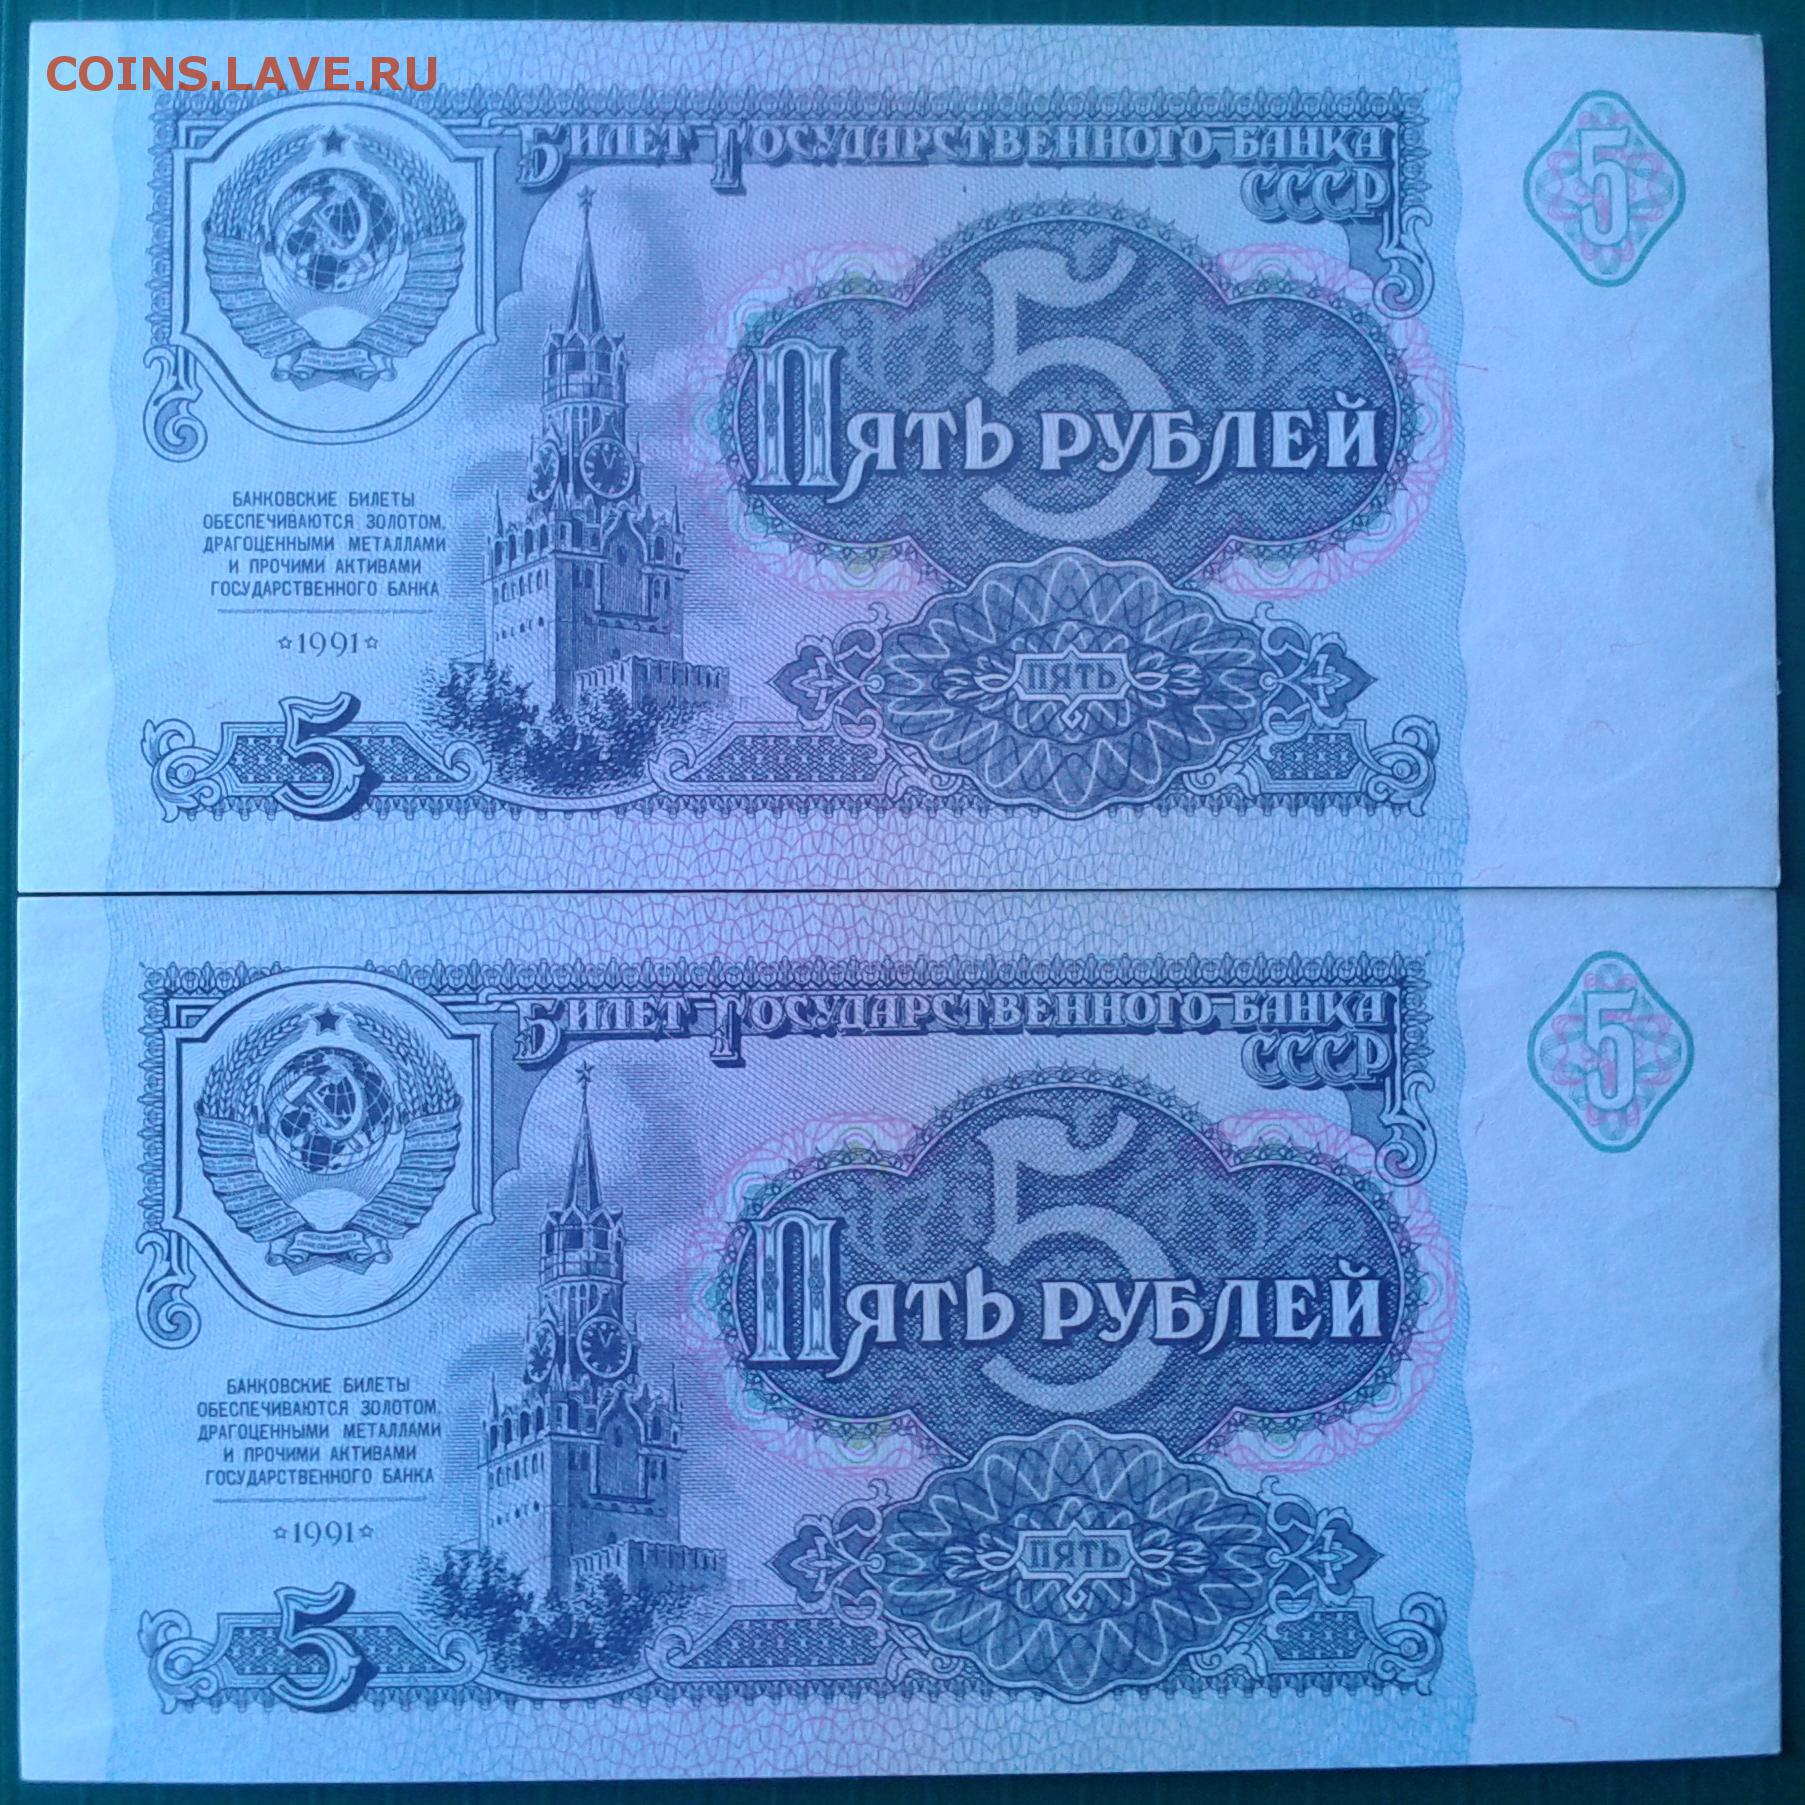 COINS.LAVE.RU
Билет Государственного банка
СССР
5
5
Пять рублей
БАНКОВСКИЕ БИЛЕТЫ
ОБЕСПЕЧИВАЮТСЯ ЗОЛОТОМ,
ДРАГОЦЕННЫМИ МЕТАЛЛАМИ
И ПРОЧИМИ АКТИВАМИ
ГОСУДАРСТВЕННОГО БАНКА
☆1991☆
ПЯТЬ
5
Билет Государственного банка
СССР
5
5
Пять рублей
БАНКОВСКИЕ БИЛЕТЫ
ОБЕСПЕЧИВАЮТСЯ ЗОЛОТОМ,
ДРАГОЦЕННЫМИ МЕТАЛЛАМИ
И ПРОЧИМИ АКТИВАМИ
ГОСУДАРСТВЕННОГО БАНКА
☆1991☆
ПЯТЬ
5